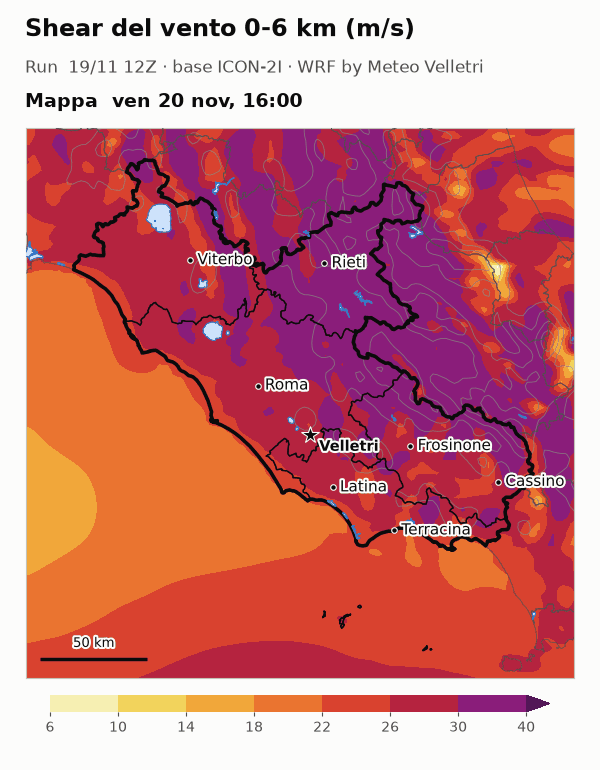 Shear del vento 0-6 km (m/s)
Run  19/11 12Z · base ICON-2I · WRF by Meteo Velletri
Mappa  ven 20 nov, 16:00
Viterbo
Rieti
Roma
Velletri
Frosinone
Cassino
Latina
Terracina
50 km
6 10 14 18 22 26 30 40